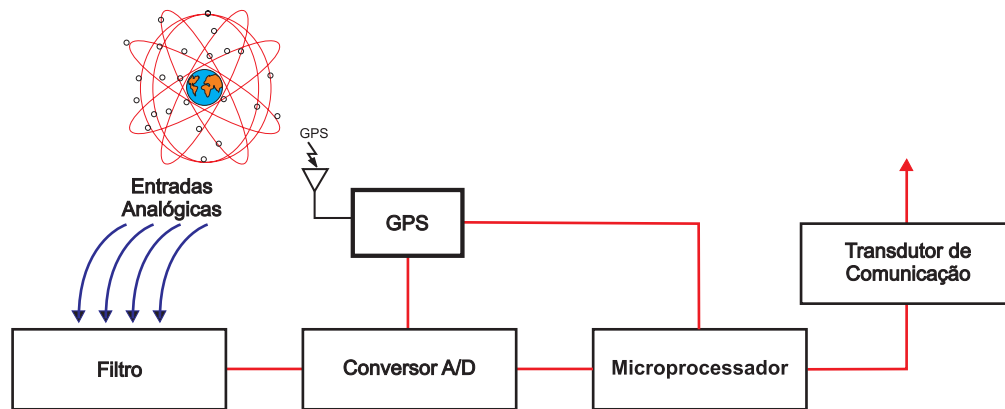 GPS
Entradas
Analógicas
GPS
Transdutor de
Comunicação
Filtro
Conversor A/D
Microprocessador